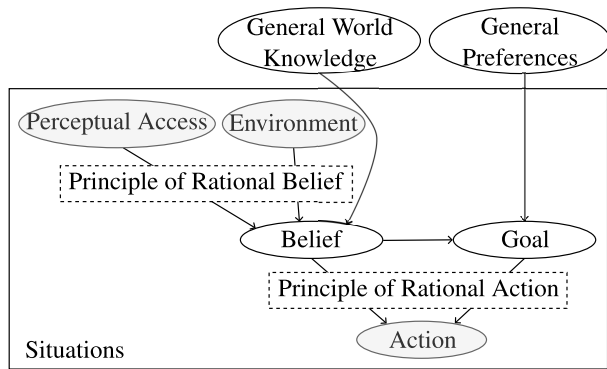 General World
Knowledge
General
Preferences
Perceptual Access
Environment
Principle of Rational Belief
Belief
Goal
Principle of Rational Action
Action
Situations